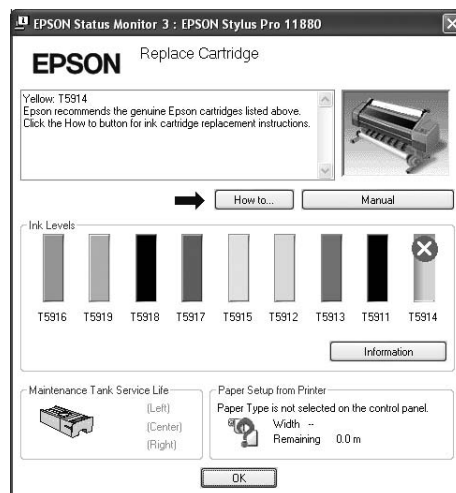 EPSON Status Monitor 3 : EPSON Stylus Pro 11880
EPSON
Replace Cartridge
Yellow: T5914
Epson recommends the genuine Epson cartridges listed above.
Click the How to button for ink cartridge replacement instructions.
How to...
Manual
Ink Levels
T5916 T5919 T5918 T5917 T5915 T5912 T5913 T5911 T5914
Information
Maintenance Tank Service Life
(Left)
(Center)
(Right)
Paper Setup from Printer
Paper Type is not selected on the control panel.
Width --
Remaining 0.0 m
OK